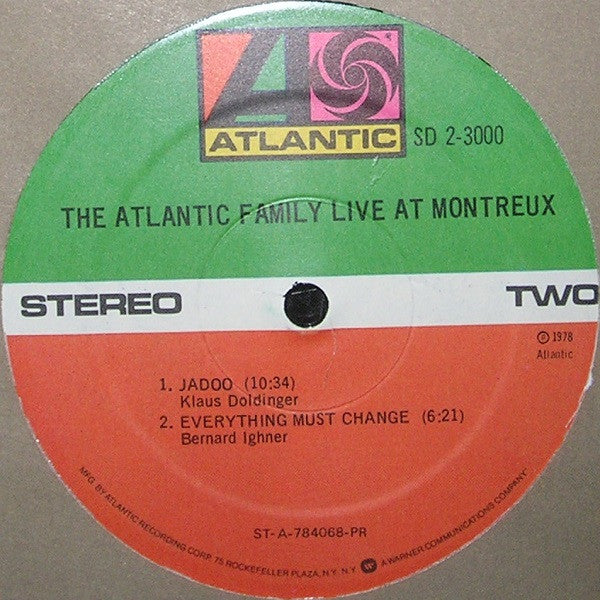 ATLANTIC
SD 2-3000
THE ATLANTIC FAMILY LIVE AT MONTREUX
STEREO
TWO
Ⓟ 1978
Atlantic
1. JADOO (10:34)
Klaus Doldinger
2. EVERYTHING MUST CHANGE (6:21)
Bernard Ighner
ST-A-784068-PR
MFG. BY ATLANTIC RECORDING CORP. 75 ROCKEFELLER PLAZA, N.Y. N.Y. W A WARNER COMMUNICATIONS COMPANY